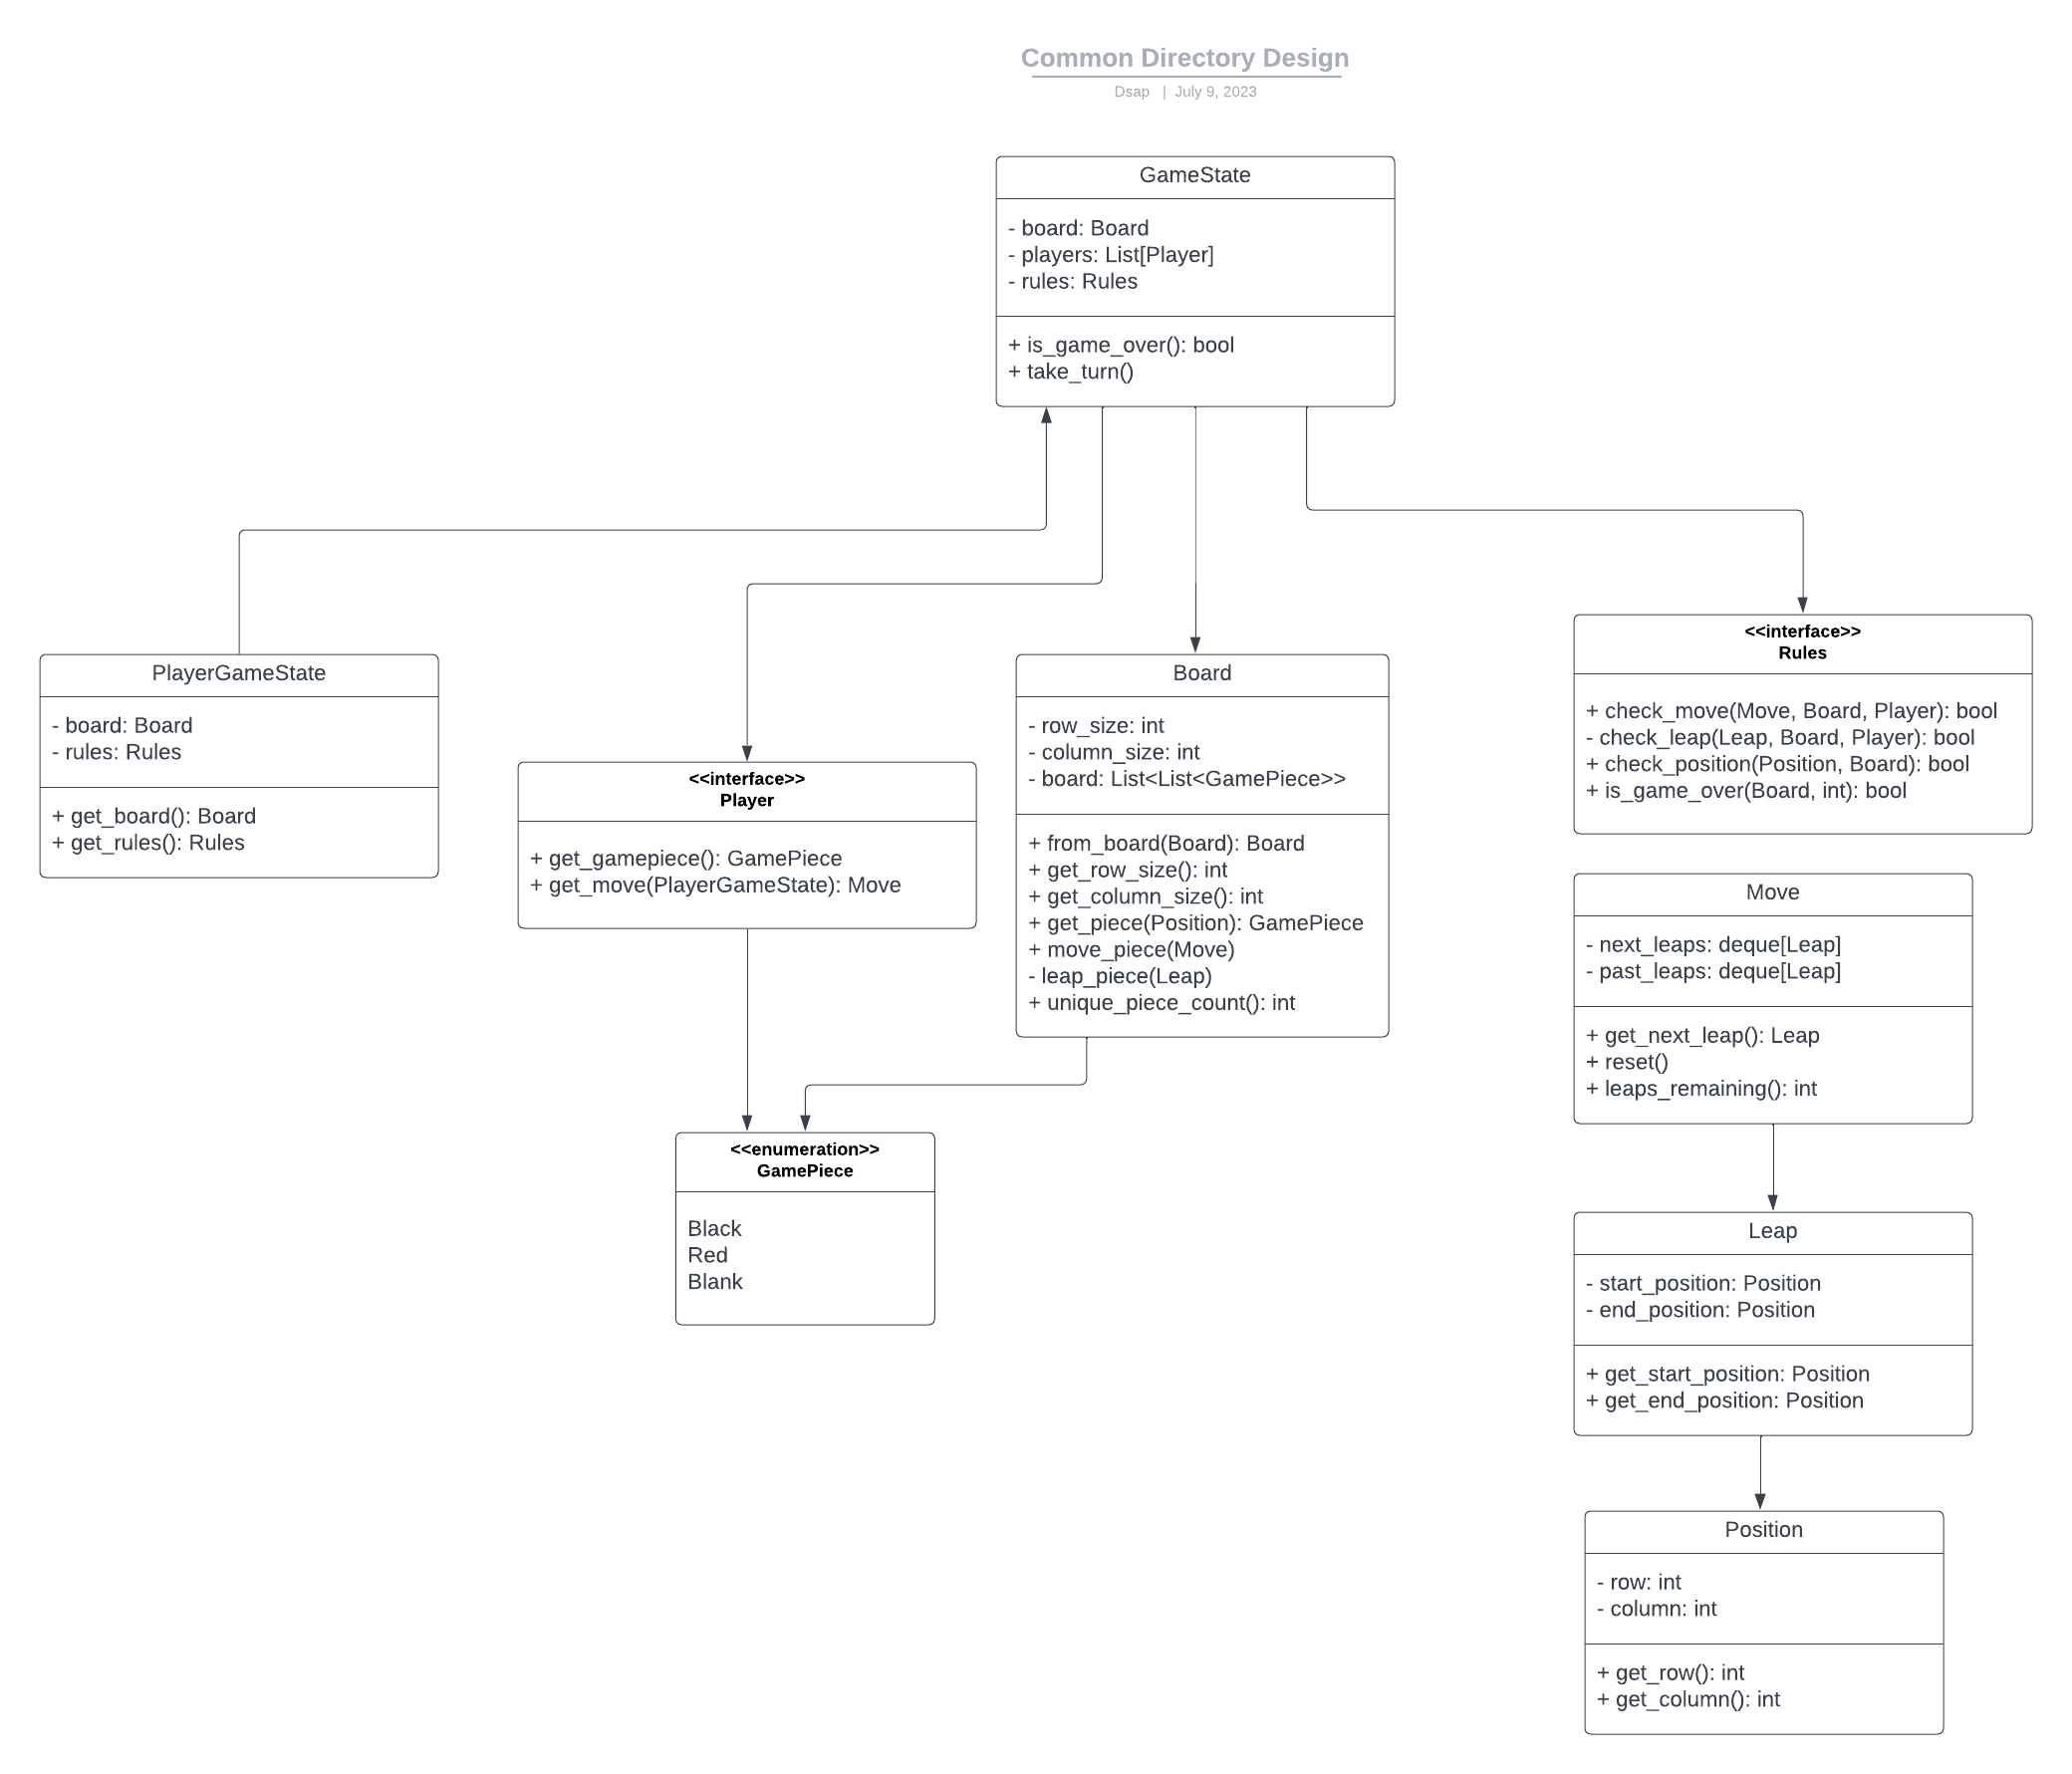 Common Directory Design
Dsap | July 9, 2023
GameState
- board: Board
- players: List[Player]
- rules: Rules
+ is_game_over(): bool
+ take_turn()
PlayerGameState
- board: Board
- rules: Rules
+ get_board(): Board
+ get_rules(): Rules
<<interface>>
Player
+ get_gamepiece(): GamePiece
+ get_move(PlayerGameState): Move
Board
- row_size: int
- column_size: int
- board: List<List<GamePiece>>
+ from_board(Board): Board
+ get_row_size(): int
+ get_column_size(): int
+ get_piece(Position): GamePiece
+ move_piece(Move)
- leap_piece(Leap)
+ unique_piece_count(): int
<<interface>>
Rules
+ check_move(Move, Board, Player): bool
- check_leap(Leap, Board, Player): bool
+ check_position(Position, Board): bool
+ is_game_over(Board, int): bool
Move
- next_leaps: deque[Leap]
- past_leaps: deque[Leap]
+ get_next_leap(): Leap
+ reset()
+ leaps_remaining(): int
<<enumeration>>
GamePiece
Black
Red
Blank
Leap
- start_position: Position
- end_position: Position
+ get_start_position: Position
+ get_end_position: Position
Position
- row: int
- column: int
+ get_row(): int
+ get_column(): int